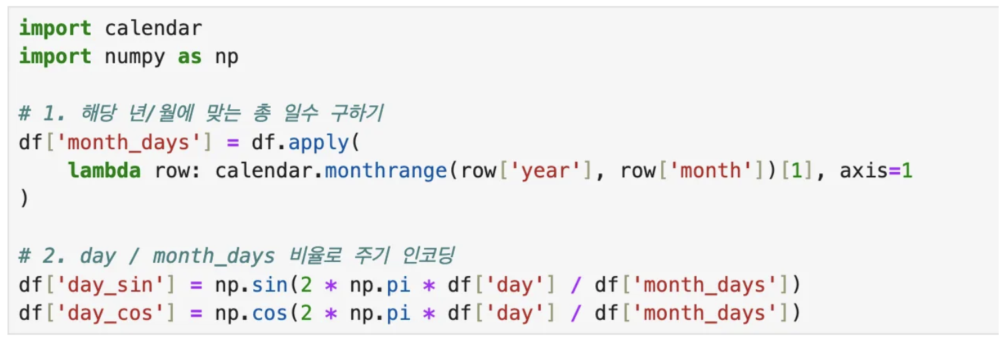 import calendar
import numpy as np
# 1. 해당 년/월에 맞는 총 일수 구하기
df['month_days'] = df.apply(
    lambda row: calendar.monthrange(row['year'], row['month'])[1], axis=1
)
# 2. day / month_days 비율로 주기 인코딩
df['day_sin'] = np.sin(2 * np.pi * df['day'] / df['month_days'])
df['day_cos'] = np.cos(2 * np.pi * df['day'] / df['month_days'])